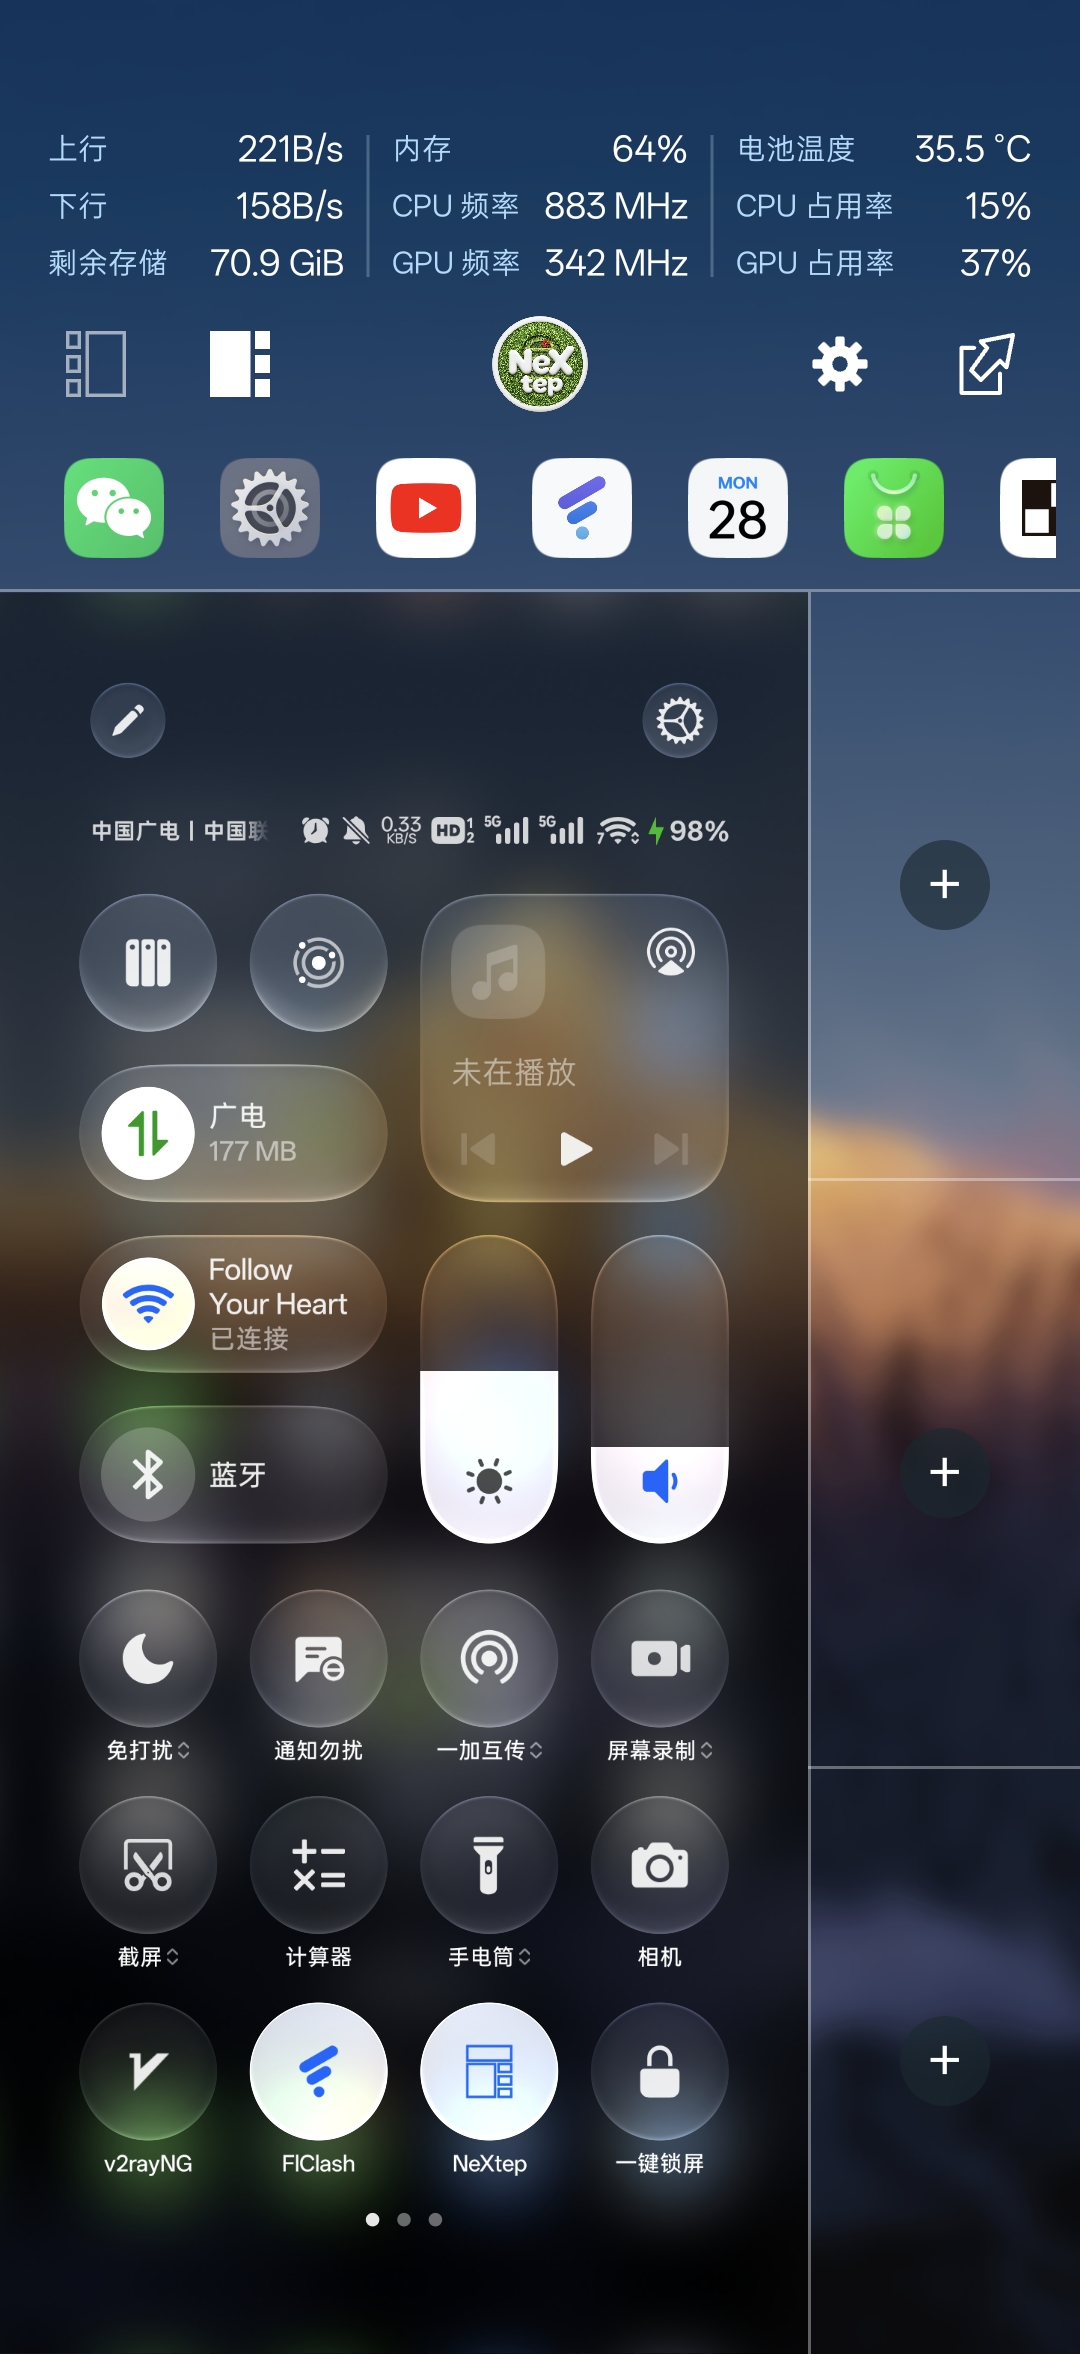 上行 221B/s 内存 64% 电池温度 35.5 °C
下行 158B/s CPU 频率 883 MHz CPU 占用率 15%
剩余存储 70.9 GiB GPU 频率 342 MHz GPU 占用率 37%
NeX
tep
MON
28
中国广电 | 中国联 0.33 KB/S HD 1 2 5G 5G 7 98%
未在播放
广电
177 MB
Follow
Your Heart
已连接
蓝牙
免打扰 通知勿扰 一加互传 屏幕录制
截屏 计算器 手电筒 相机
v2rayNG FlClash NeXtep 一键锁屏